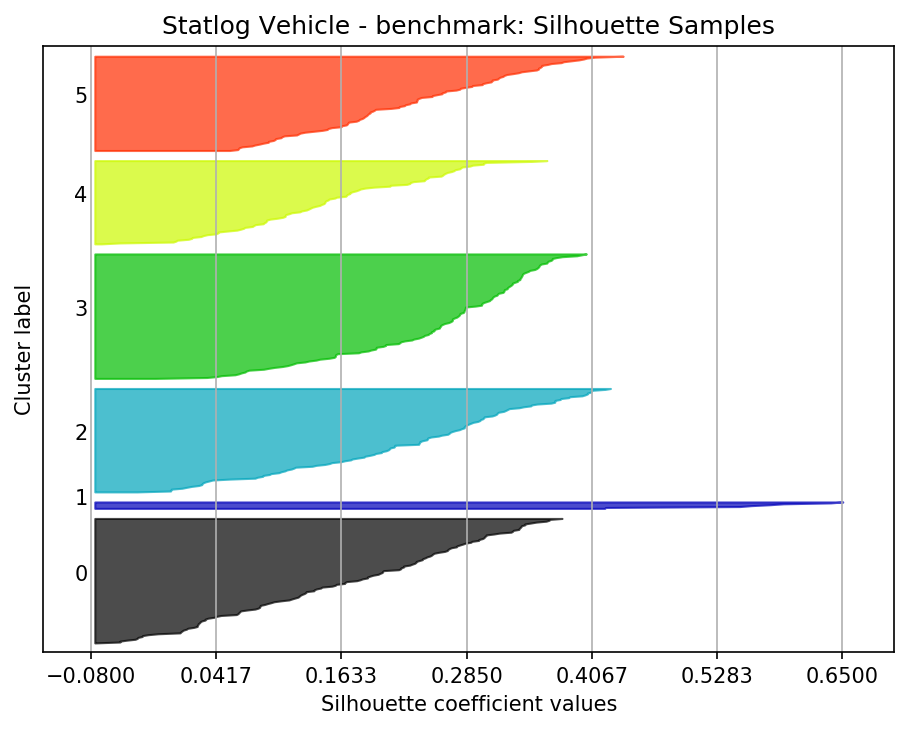 Statlog Vehicle - benchmark: Silhouette Samples
5
4
3
2
1
0
Cluster label
−0.0800 0.0417 0.1633 0.2850 0.4067 0.5283 0.6500
Silhouette coefficient values